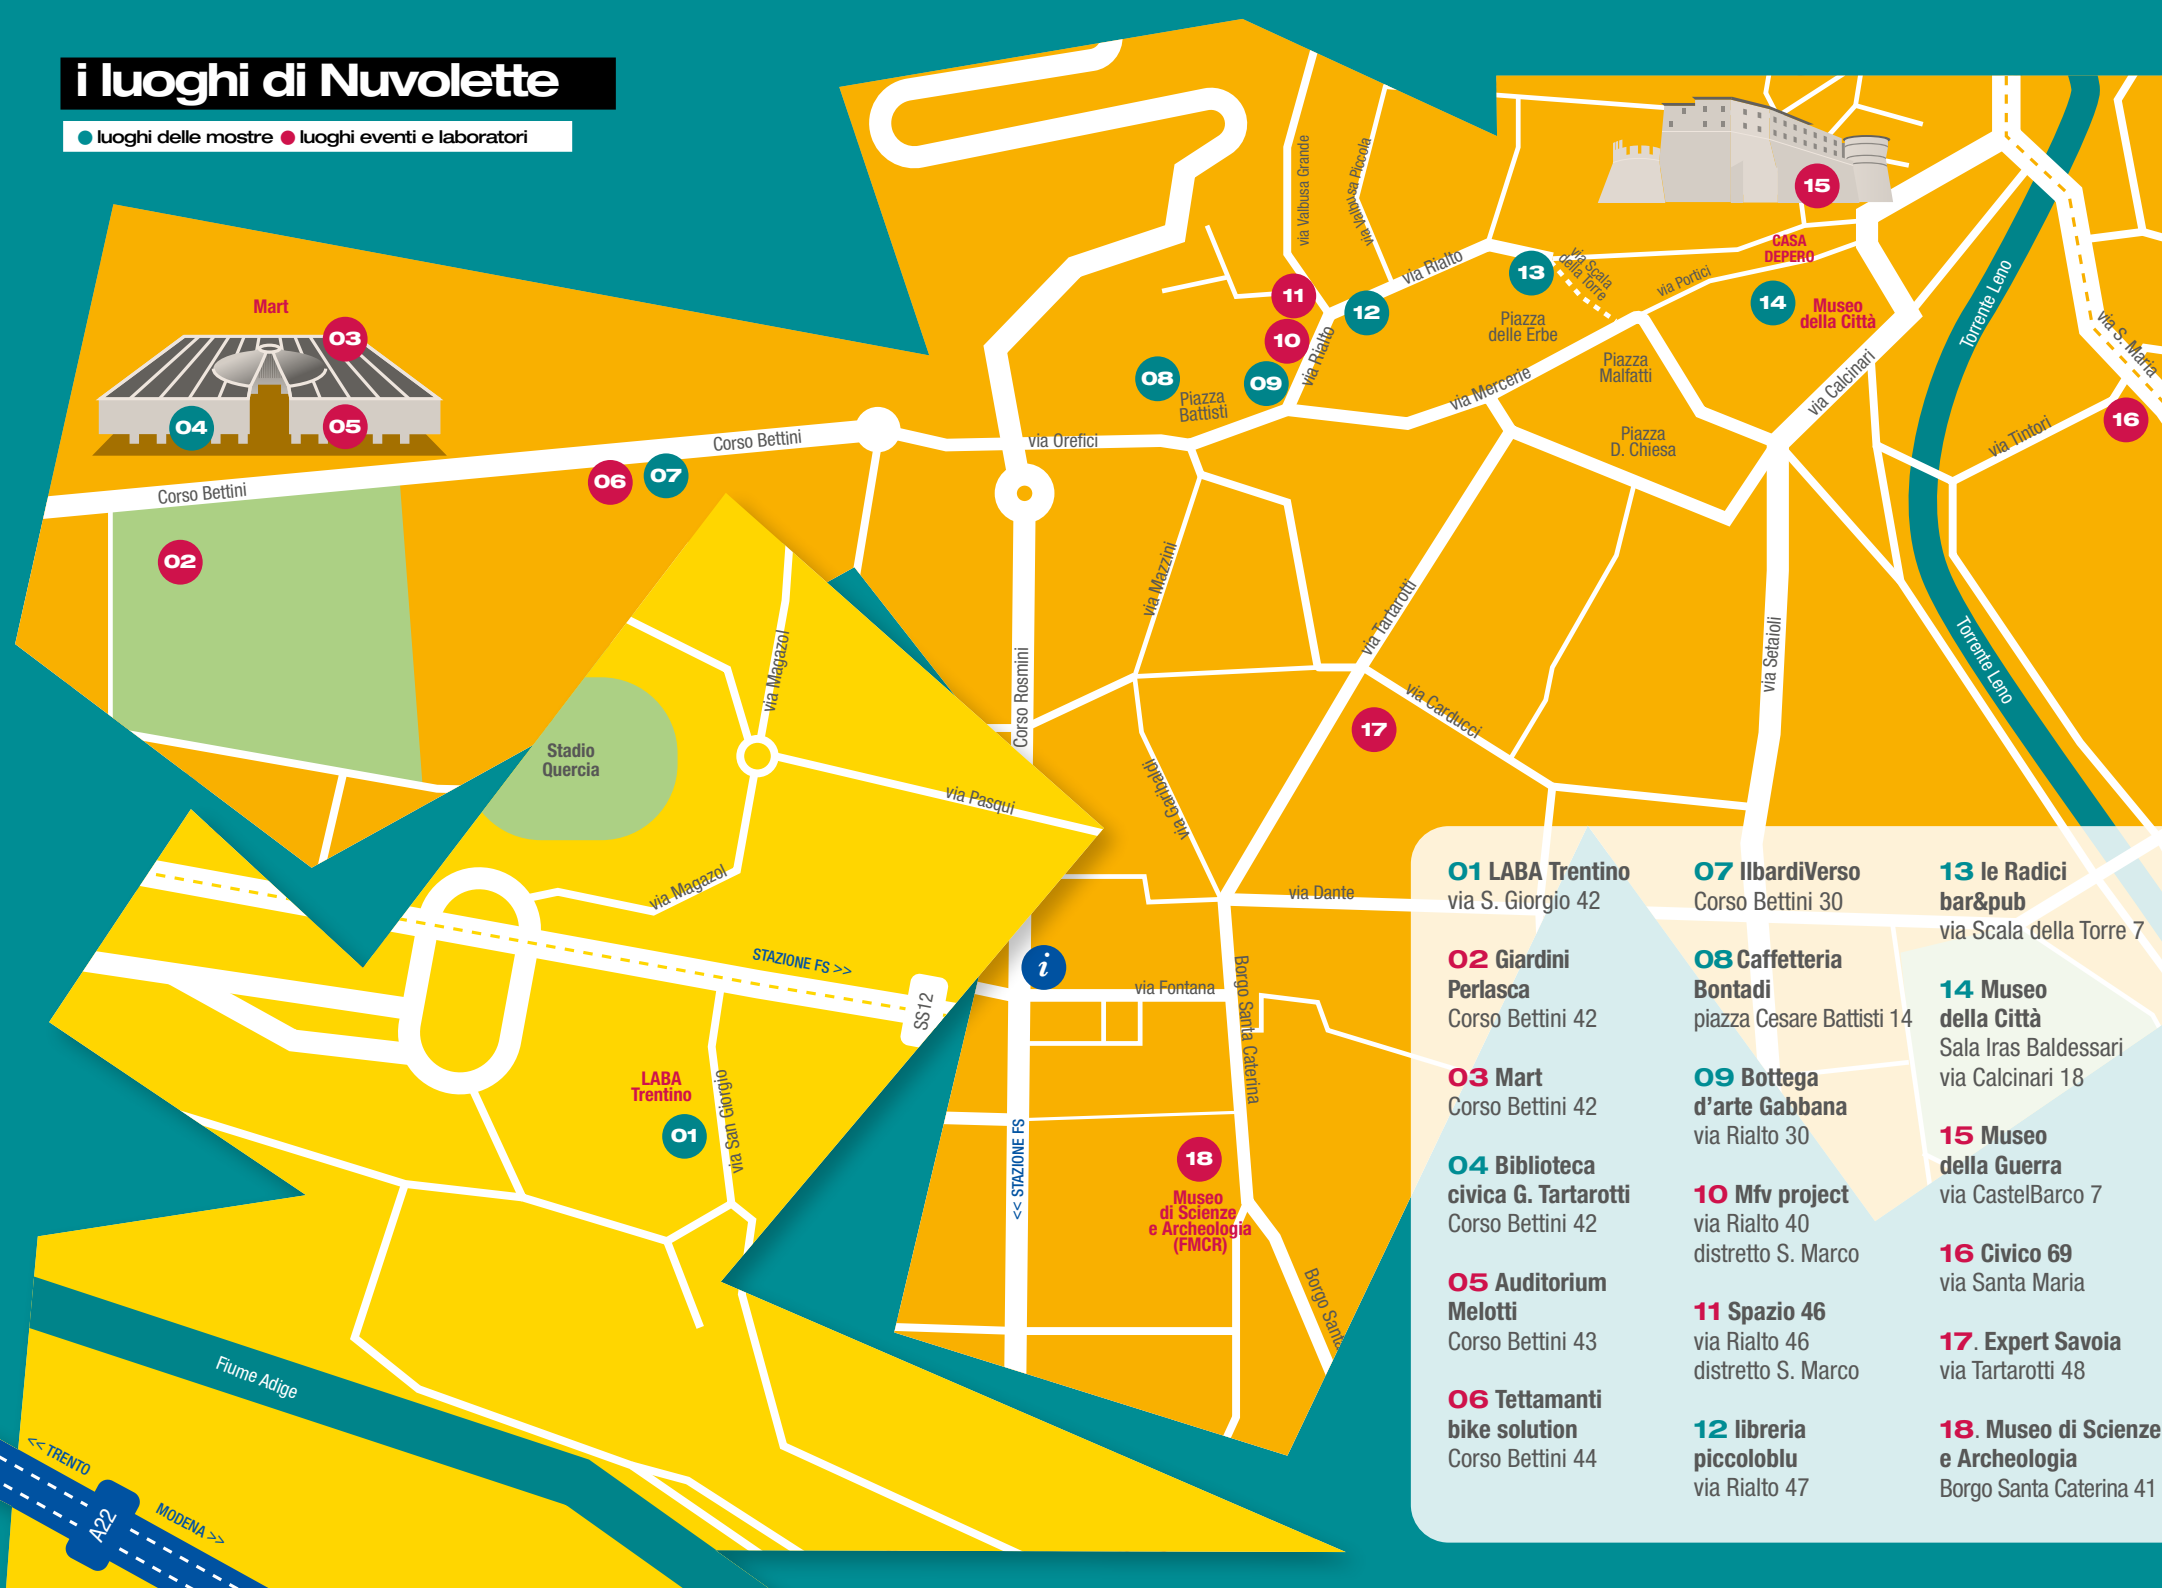 i luoghi di Nuvolette
luoghi delle mostre luoghi eventi e laboratori
Mart
03
04
05
Corso Bettini
Corso Bettini
06
07
02
via Valbusa Grande
via Valbusa Piccola
via Rialto
via Rialto
11
10
12
09
08
Piazza
Battisti
via Orefici
13
via Scala
della Torre
Piazza
delle Erbe
via Mercerie
via Portici
15
CASA
DEPERO
14
Museo
della Città
Piazza
Malfatti
Piazza
D. Chiesa
via Calcinari
Torrente Leno
via S. Maria
via Tintori
16
Torrente Leno
via Setaioli
via Mazzini
via Tartarotti
via Carducci
17
Corso Rosmini
via Garibaldi
via Magazol
Stadio
Quercia
via Pasqui
via Magazol
STAZIONE FS >>
SS12
via Dante
i
via Fontana
Borgo Santa Caterina
LABA
Trentino
01
via San Giorgio
<< STAZIONE FS
18
Museo
di Scienze
e Archeologia
(FMCR)
Borgo Santa
Fiume Adige
<< TRENTO
A22
MODENA >>
01 LABA Trentino
via S. Giorgio 42
02 Giardini
Perlasca
Corso Bettini 42
03 Mart
Corso Bettini 42
04 Biblioteca
civica G. Tartarotti
Corso Bettini 42
05 Auditorium
Melotti
Corso Bettini 43
06 Tettamanti
bike solution
Corso Bettini 44
07 IlbardiVerso
Corso Bettini 30
08 Caffetteria
Bontadi
piazza Cesare Battisti 14
09 Bottega
d'arte Gabbana
via Rialto 30
10 Mfv project
via Rialto 40
distretto S. Marco
11 Spazio 46
via Rialto 46
distretto S. Marco
12 libreria
piccoloblu
via Rialto 47
13 le Radici
bar&pub
via Scala della Torre 7
14 Museo
della Città
Sala Iras Baldessari
via Calcinari 18
15 Museo
della Guerra
via CastelBarco 7
16 Civico 69
via Santa Maria
17. Expert Savoia
via Tartarotti 48
18. Museo di Scienze
e Archeologia
Borgo Santa Caterina 41